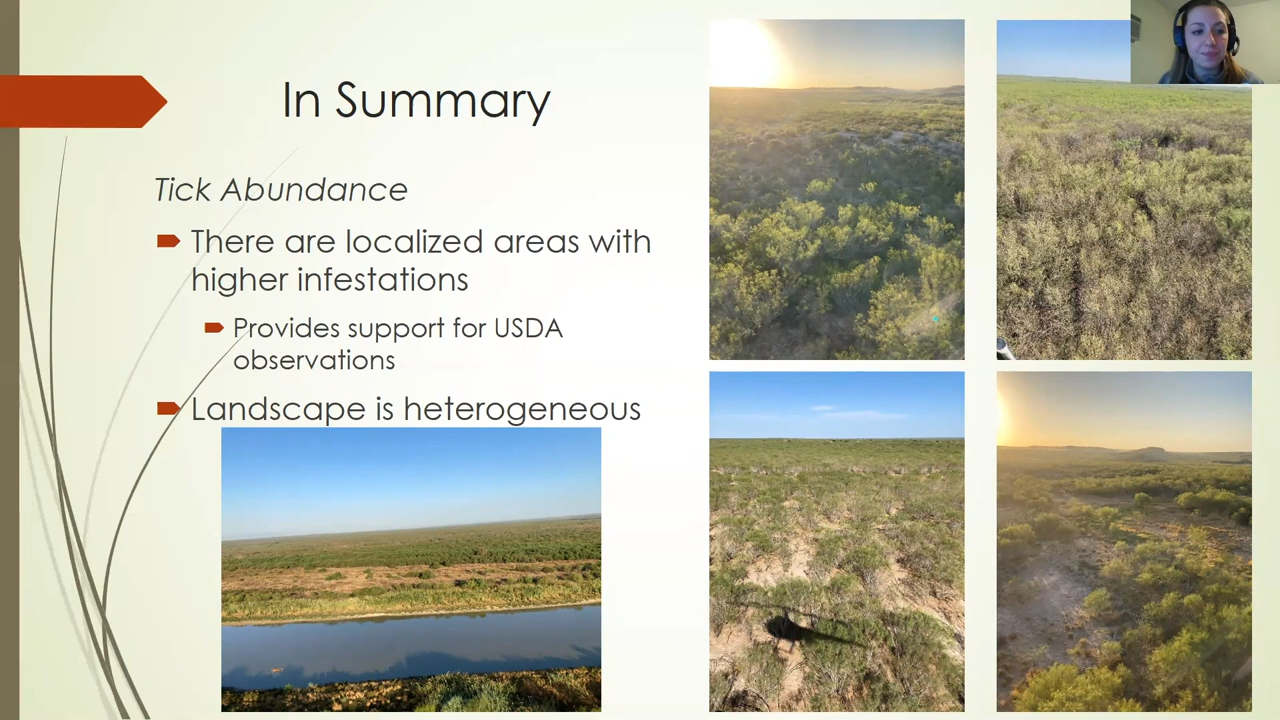 In Summary
Tick Abundance
There are localized areas with
higher infestations
Provides support for USDA
observations
Landscape is heterogeneous